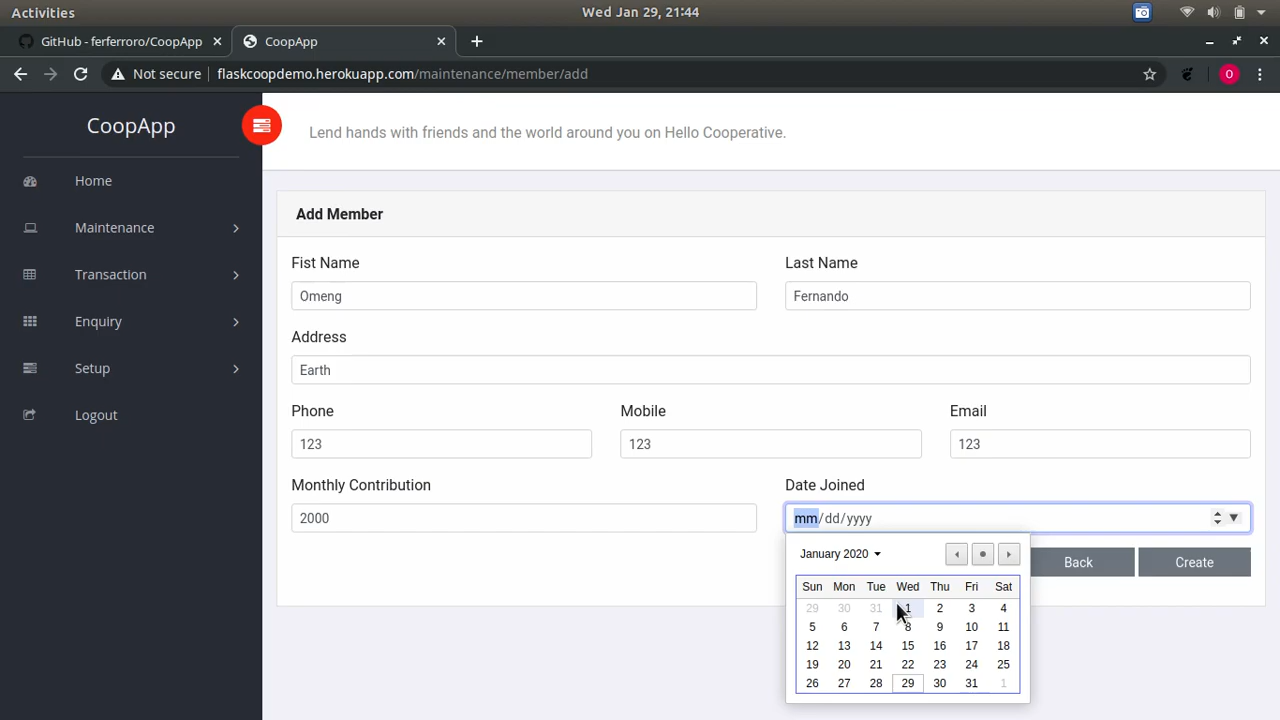 Activities
Wed Jan 29, 21:44
GitHub - ferferroro/CoopApp
CoopApp
Not secure
flaskcoopdemo.herokuapp.com/maintenance/member/add
O
CoopApp
Home
Maintenance
Transaction
Enquiry
Setup
Logout
Lend hands with friends and the world around you on Hello Cooperative.
Add Member
Fist Name
Last Name
Omeng
Fernando
Address
Earth
Phone
Mobile
Email
123
123
123
Monthly Contribution
Date Joined
2000
mm/dd/yyyy
Back
Create
January 2020
Sun Mon Tue Wed Thu Fri Sat
29 30 31 1 2 3 4
5 6 7 8 9 10 11
12 13 14 15 16 17 18
19 20 21 22 23 24 25
26 27 28 29 30 31 1